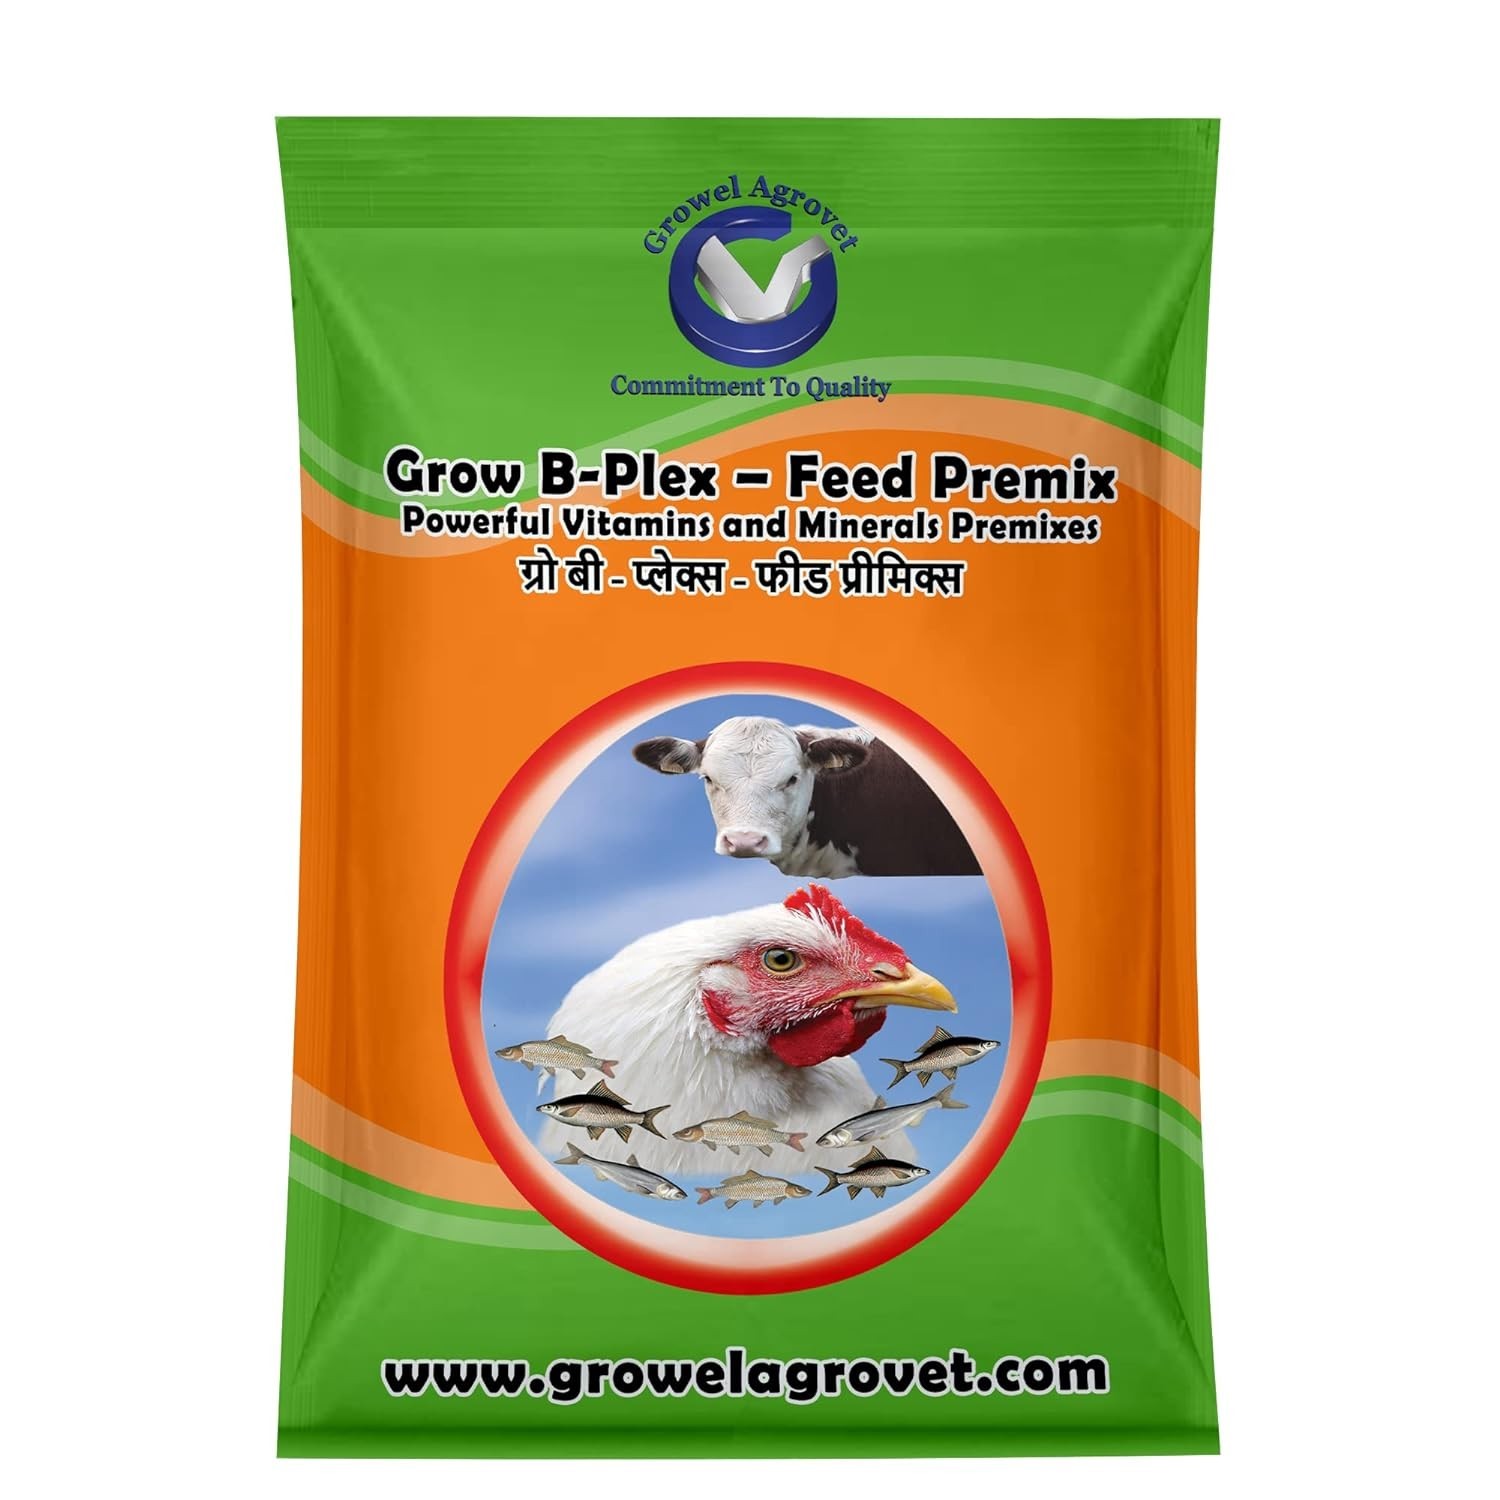 Growel Agrovet
Commitment To Quality
Grow B-Plex – Feed Premix
Powerful Vitamins and Minerals Premixes
ग्रो बी - प्लेक्स - फीड प्रीमिक्स
www.growelagrovet.com